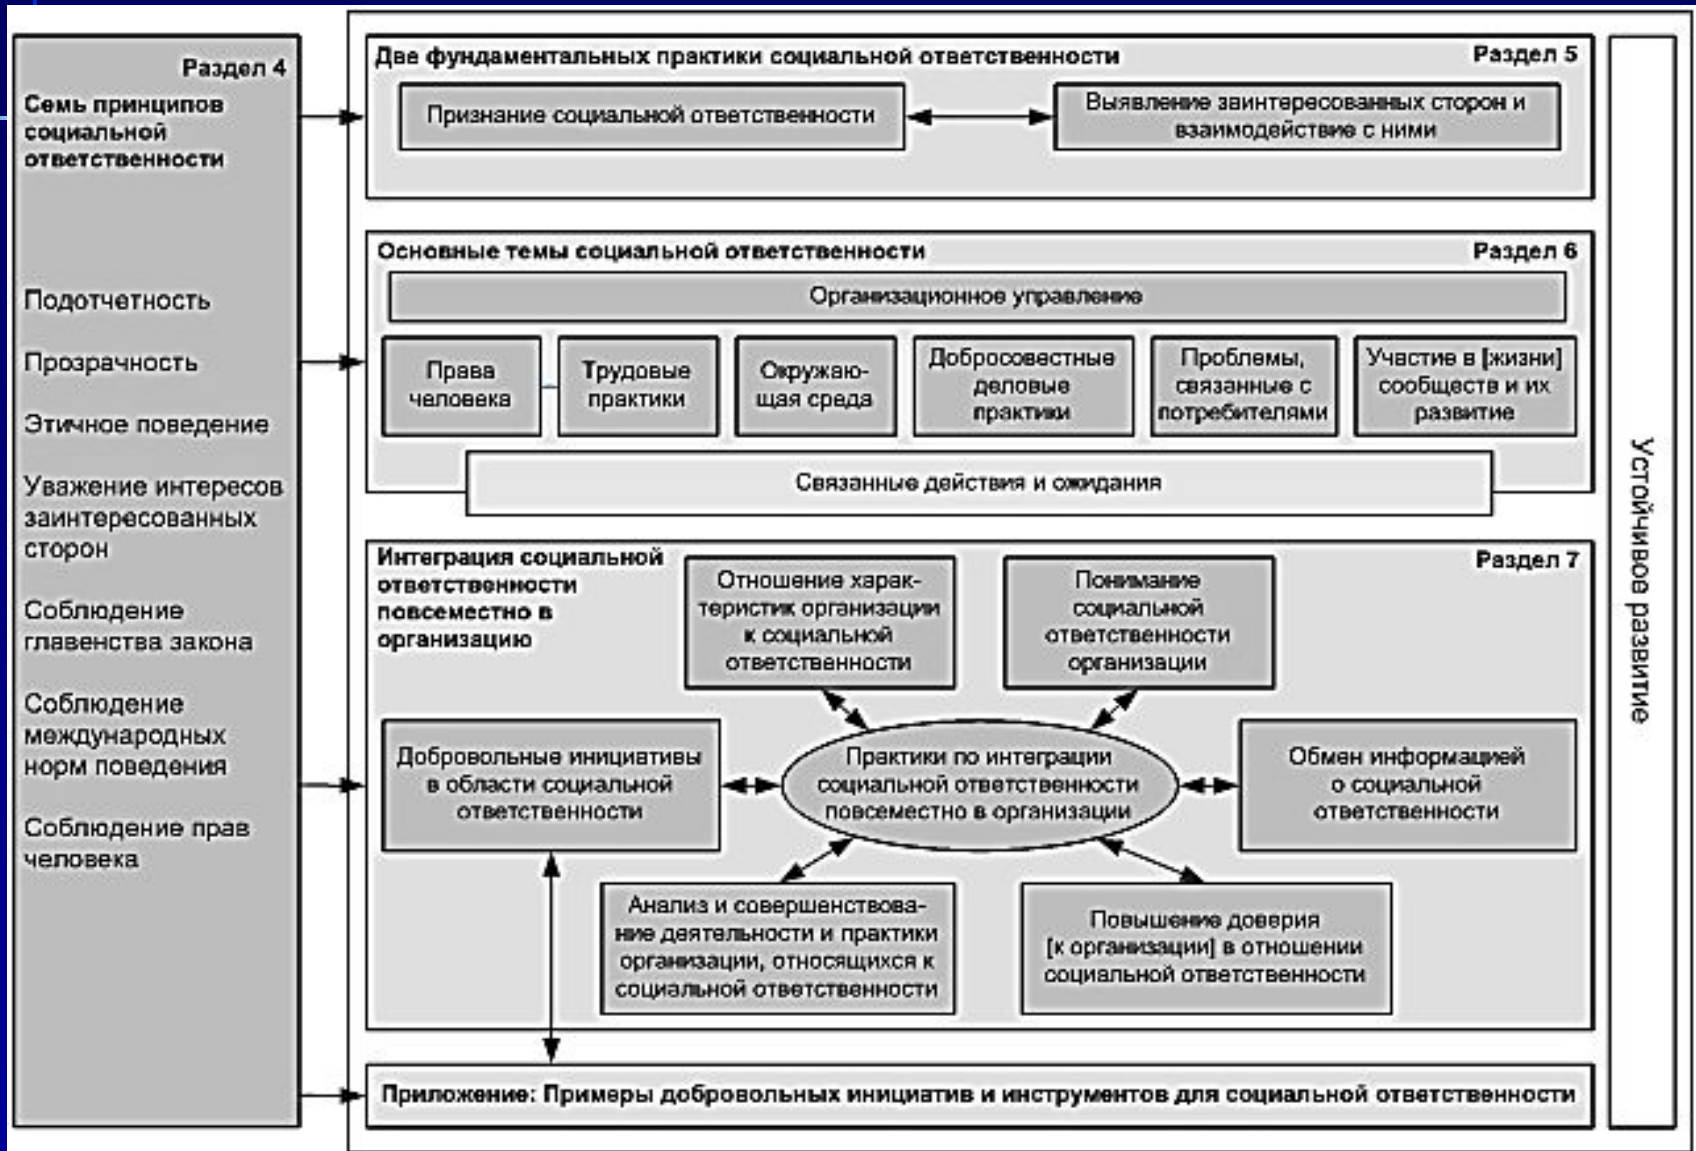 Раздел 4
Семь принципов
социальной
ответственности
Подотчетность
Прозрачность
Этичное поведение
Уважение интересов
заинтересованных
сторон
Соблюдение
главенства закона
Соблюдение
международных
норм поведения
Соблюдение прав
человека
Две фундаментальных практики социальной ответственности
Раздел 5
Признание социальной ответственности
Выявление заинтересованных сторон и
взаимодействие с ними
Основные темы социальной ответственности
Раздел 6
Организационное управление
Права
человека
Трудовые
практики
Окружаю-
щая среда
Добросовестные
деловые
практики
Проблемы,
связанные с
потребителями
Участие в [жизни]
сообществ и их
развитие
Связанные действия и ожидания
Интеграция социальной
ответственности
повсеместно в
организацию
Раздел 7
Отношение харак-
теристик организации
к социальной
ответственности
Понимание
социальной
ответственности
организации
Добровольные инициативы
в области социальной
ответственности
Практики по интеграции
социальной ответственности
повсеместно в организации
Обмен информацией
о социальной
ответственности
Анализ и совершенствова-
ние деятельности и практики
организации, относящихся к
социальной ответственности
Повышение доверия
[к организации] в отношении
социальной ответственности
Приложение: Примеры добровольных инициатив и инструментов для социальной ответственности
Устойчивое развитие